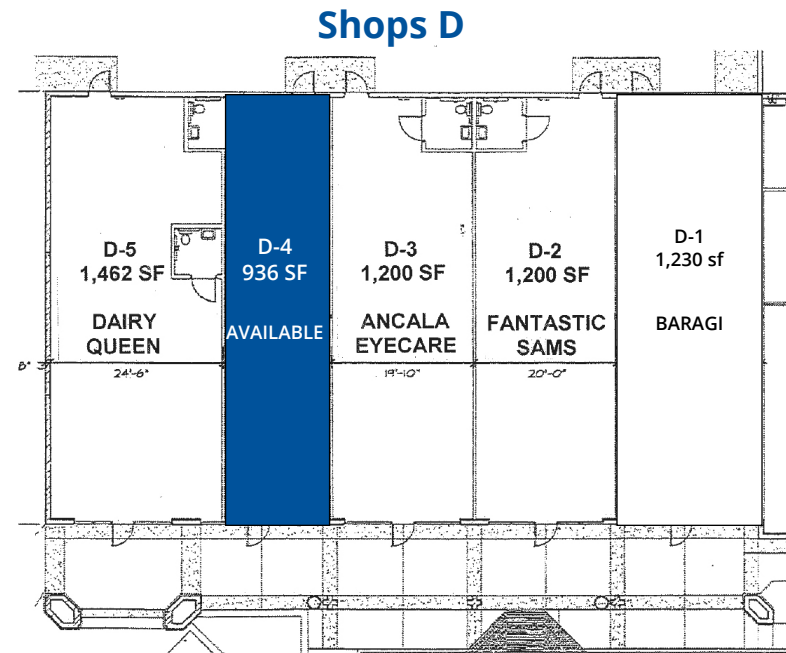 Shops D
D-5
1,462 SF
DAIRY
QUEEN
D-4
936 SF
AVAILABLE
D-3
1,200 SF
ANCALA
EYECARE
D-2
1,200 SF
FANTASTIC
SAMS
D-1
1,230 sf
BARAGI
8"
24'-6"
19'-10"
20'-0"